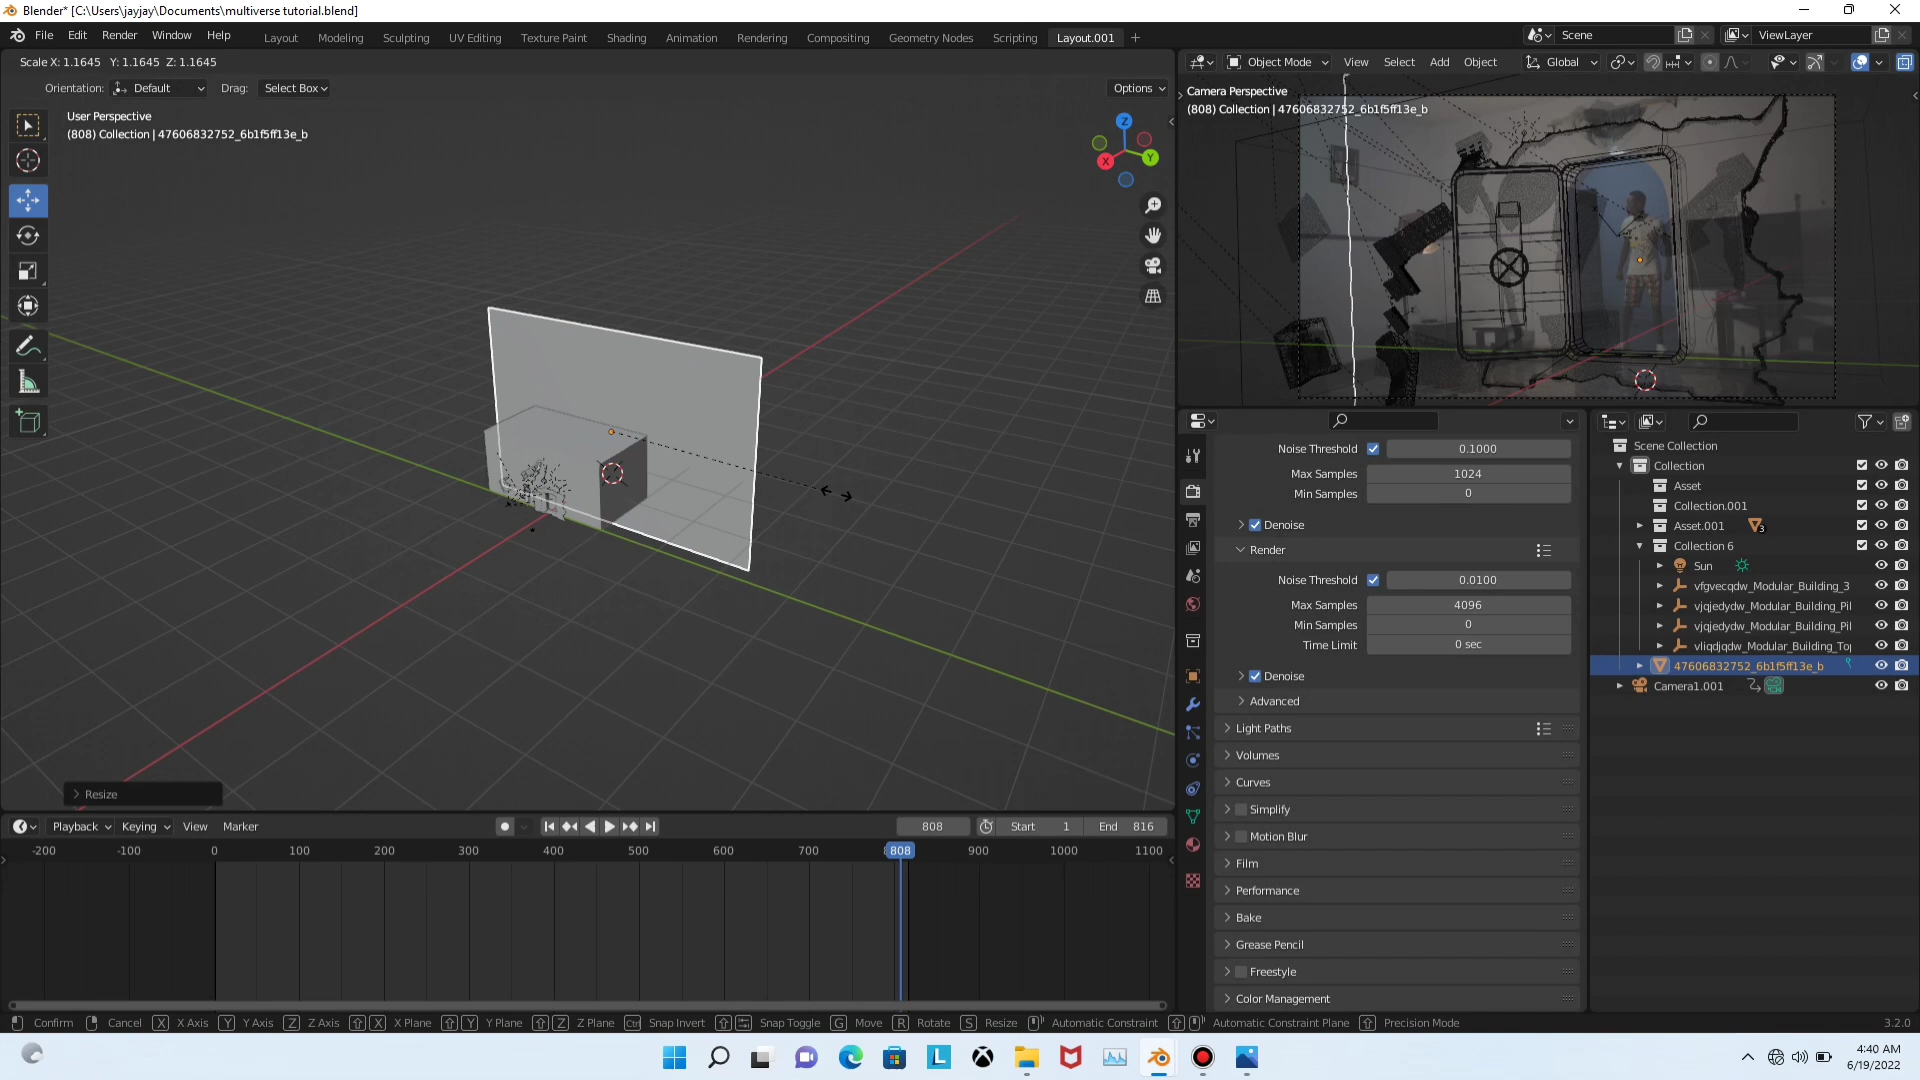 Blender* [C:\Users\jayjay\Documents\multiverse tutorial.blend]
File Edit Render Window Help Layout Modeling Sculpting UV Editing Texture Paint Shading Animation Rendering Compositing Geometry Nodes Scripting Layout.001 Scene ViewLayer
Scale X: 1.1645 Y: 1.1645 Z: 1.1645
Object Mode View Select Add Object Global
Orientation: Default Drag: Select Box Options
User Perspective
(808) Collection | 47606832752_6b1f5ff13e_b
Z
Y
X
Camera Perspective
(808) Collection | 47606832752_6b1f5ff13e_b
Resize
Noise Threshold 0.1000
Max Samples 1024
Min Samples 0
Denoise
Render
Noise Threshold 0.0100
Max Samples 4096
Min Samples 0
Time Limit 0 sec
Denoise
Advanced
Light Paths
Volumes
Curves
Simplify
Motion Blur
Film
Performance
Bake
Grease Pencil
Freestyle
Color Management
Scene Collection
Collection
Asset
Collection.001
Asset.001 3
Collection 6
Sun
vfgvecqdw_Modular_Building_3
vjqjedydw_Modular_Building_Pil
vjqjedydw_Modular_Building_Pil
vliqdjqdw_Modular_Building_To
47606832752_6b1f5ff13e_b
Camera1.001
Playback Keying View Marker 808 Start 1 End 816
-200 -100 0 100 200 300 400 500 600 700 808 900 1000 1100
Confirm Cancel X X Axis Y Y Axis Z Z Axis X X Plane Y Y Plane Z Z Plane Ctrl Snap Invert Snap Toggle G Move R Rotate S Resize Automatic Constraint Automatic Constraint Plane Precision Mode 3.2.0
4:40 AM
6/19/2022